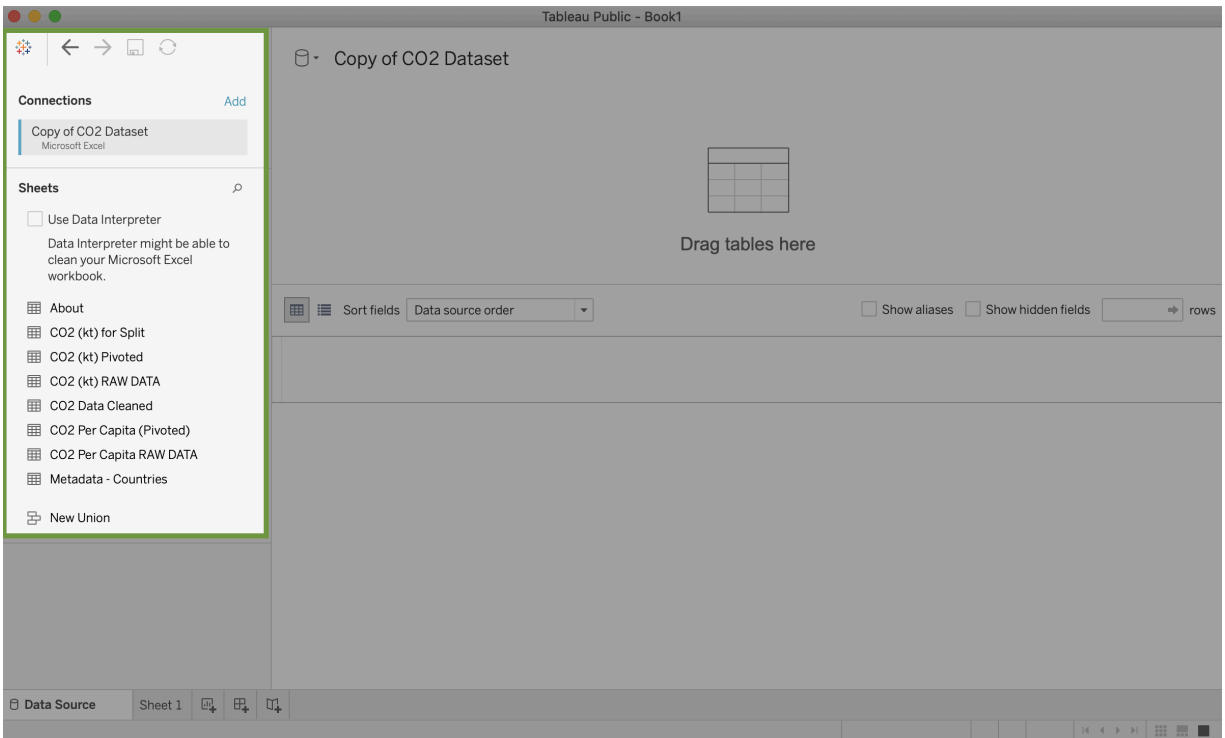 Tableau Public - Book1
Connections
Add
Copy of CO2 Dataset
Microsoft Excel
Sheets
Use Data Interpreter
Data Interpreter might be able to
clean your Microsoft Excel
workbook.
About
CO2 (kt) for Split
CO2 (kt) Pivoted
CO2 (kt) RAW DATA
CO2 Data Cleaned
CO2 Per Capita (Pivoted)
CO2 Per Capita RAW DATA
Metadata - Countries
New Union
Copy of CO2 Dataset
Drag tables here
Sort fields
Data source order
Show aliases
Show hidden fields
rows
Data Source
Sheet 1